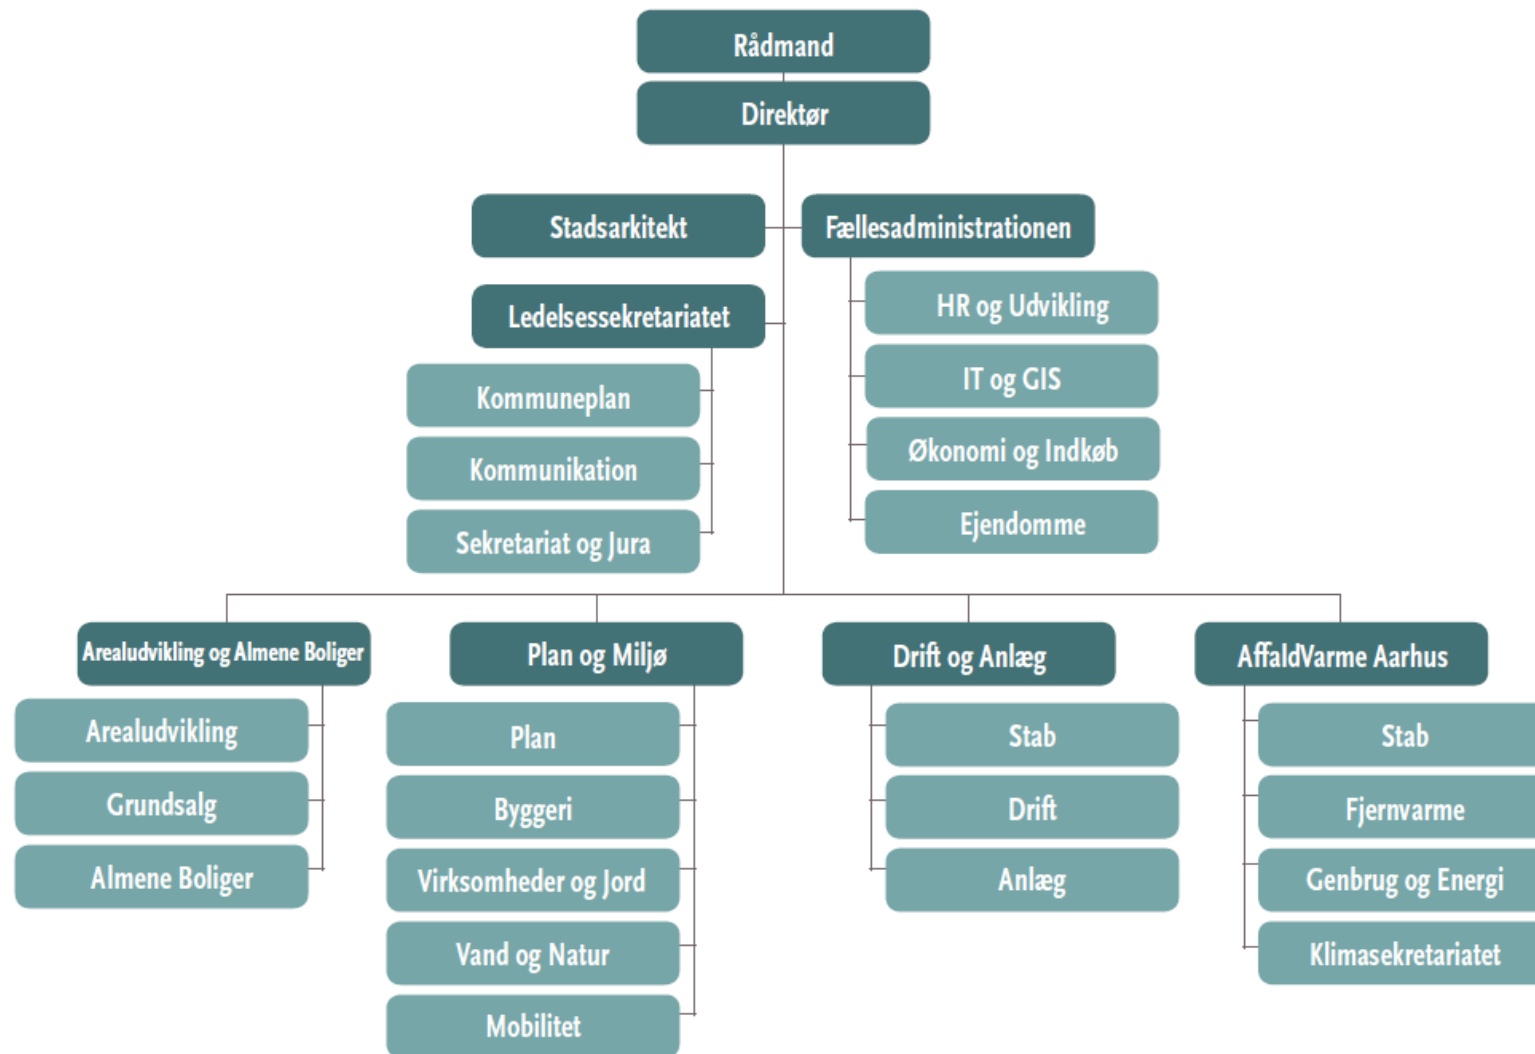 Rådmand
Direktør
Stadsarkitekt
Fællesadministrationen
HR og Udvikling
IT og GIS
Økonomi og Indkøb
Ejendomme
Ledelsessekretariatet
Kommuneplan
Kommunikation
Sekretariat og Jura
Arealudvikling og Almene Boliger
Arealudvikling
Grundsalg
Almene Boliger
Plan og Miljø
Plan
Byggeri
Virksomheder og Jord
Vand og Natur
Mobilitet
Drift og Anlæg
Stab
Drift
Anlæg
AffaldVarme Aarhus
Stab
Fjernvarme
Genbrug og Energi
Klimasekretariatet